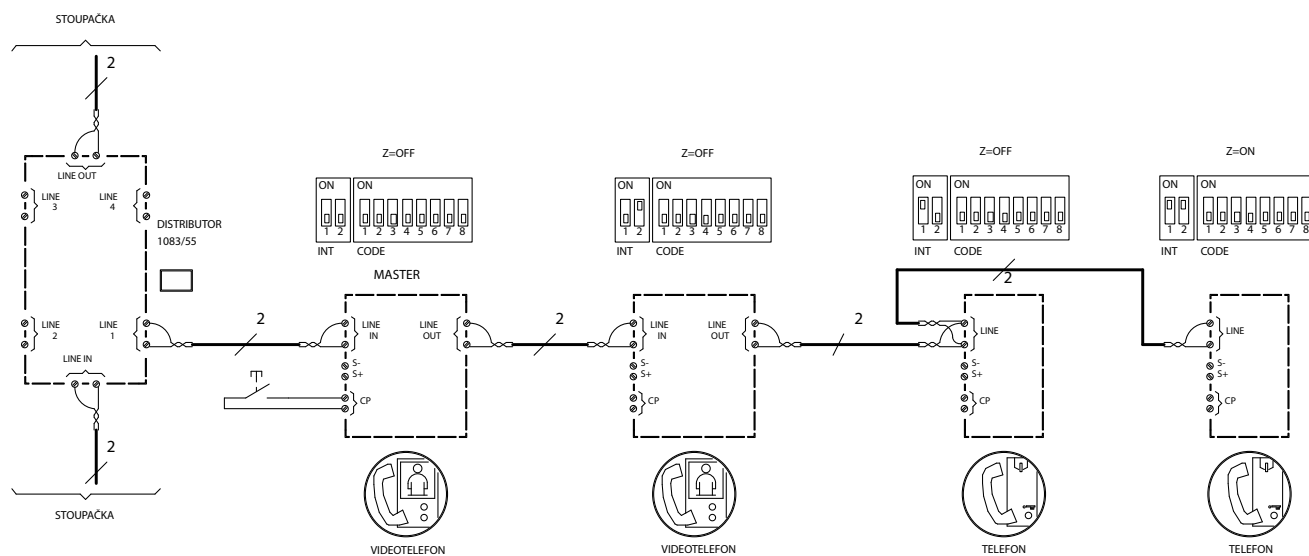 STOUPAČKA
2
LINE OUT
LINE
3
LINE
4
DISTRIBUTOR
1083/55
LINE
2
LINE
1
LINE IN
2
STOUPAČKA
2
Z=OFF
ON
ON
1 2
1 2 3 4 5 6 7 8
INT
CODE
MASTER
LINE
IN
LINE
OUT
S-
S+
CP
VIDEOTELEFON
2
Z=OFF
ON
ON
1 2
1 2 3 4 5 6 7 8
INT
CODE
LINE
IN
LINE
OUT
S-
S+
CP
VIDEOTELEFON
2
Z=OFF
ON
ON
1 2
1 2 3 4 5 6 7 8
INT
CODE
2
LINE
S-
S+
CP
TELEFON
Z=ON
ON
ON
1 2
1 2 3 4 5 6 7 8
INT
CODE
LINE
S-
S+
CP
TELEFON